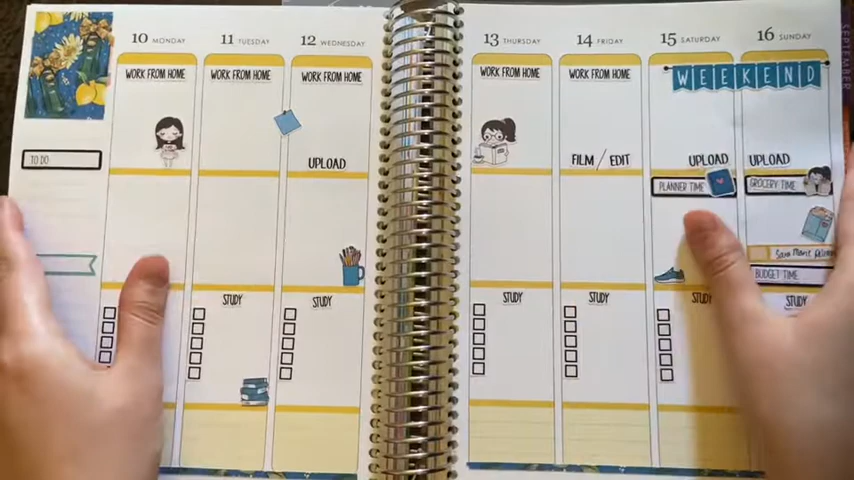 10 MONDAY
11 TUESDAY
12 WEDNESDAY
13 THURSDAY
14 FRIDAY
15 SATURDAY
16 SUNDAY
SEPTEMBER
WORK FROM HOME
WORK FROM HOME
WORK FROM HOME
WORK FROM HOME
WORK FROM HOME
WEEKEND
TO DO
UPLOAD
FILM/EDIT
UPLOAD
UPLOAD
PLANNER TIME
GROCERY TIME
BUDGET TIME
STUDY
STUDY
STUDY
STUDY
STUDY
STUDY